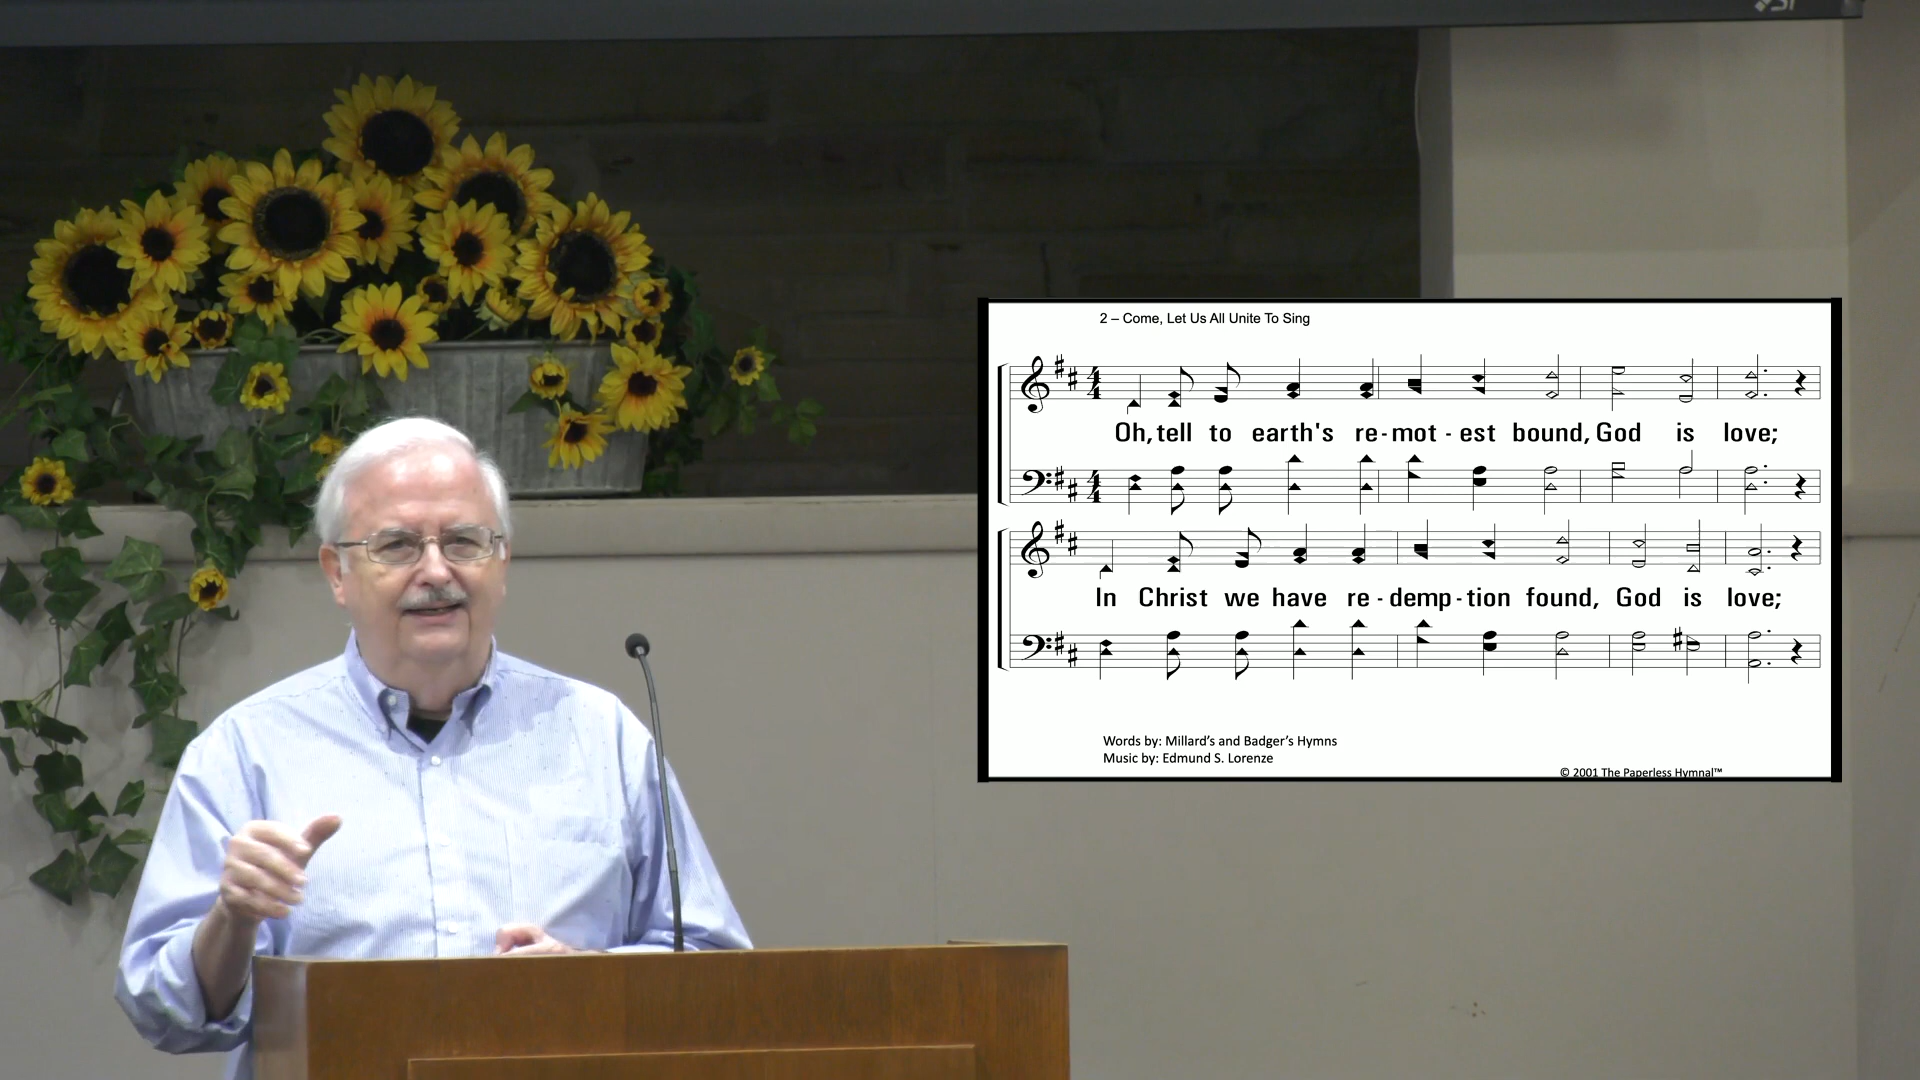 2 – Come, Let Us All Unite To Sing
Oh, tell to earth's re - mot - est bound, God is love;
In Christ we have re - demp - tion found, God is love;
Words by: Millard’s and Badger’s Hymns
Music by: Edmund S. Lorenze
© 2001 The Paperless Hymnal™